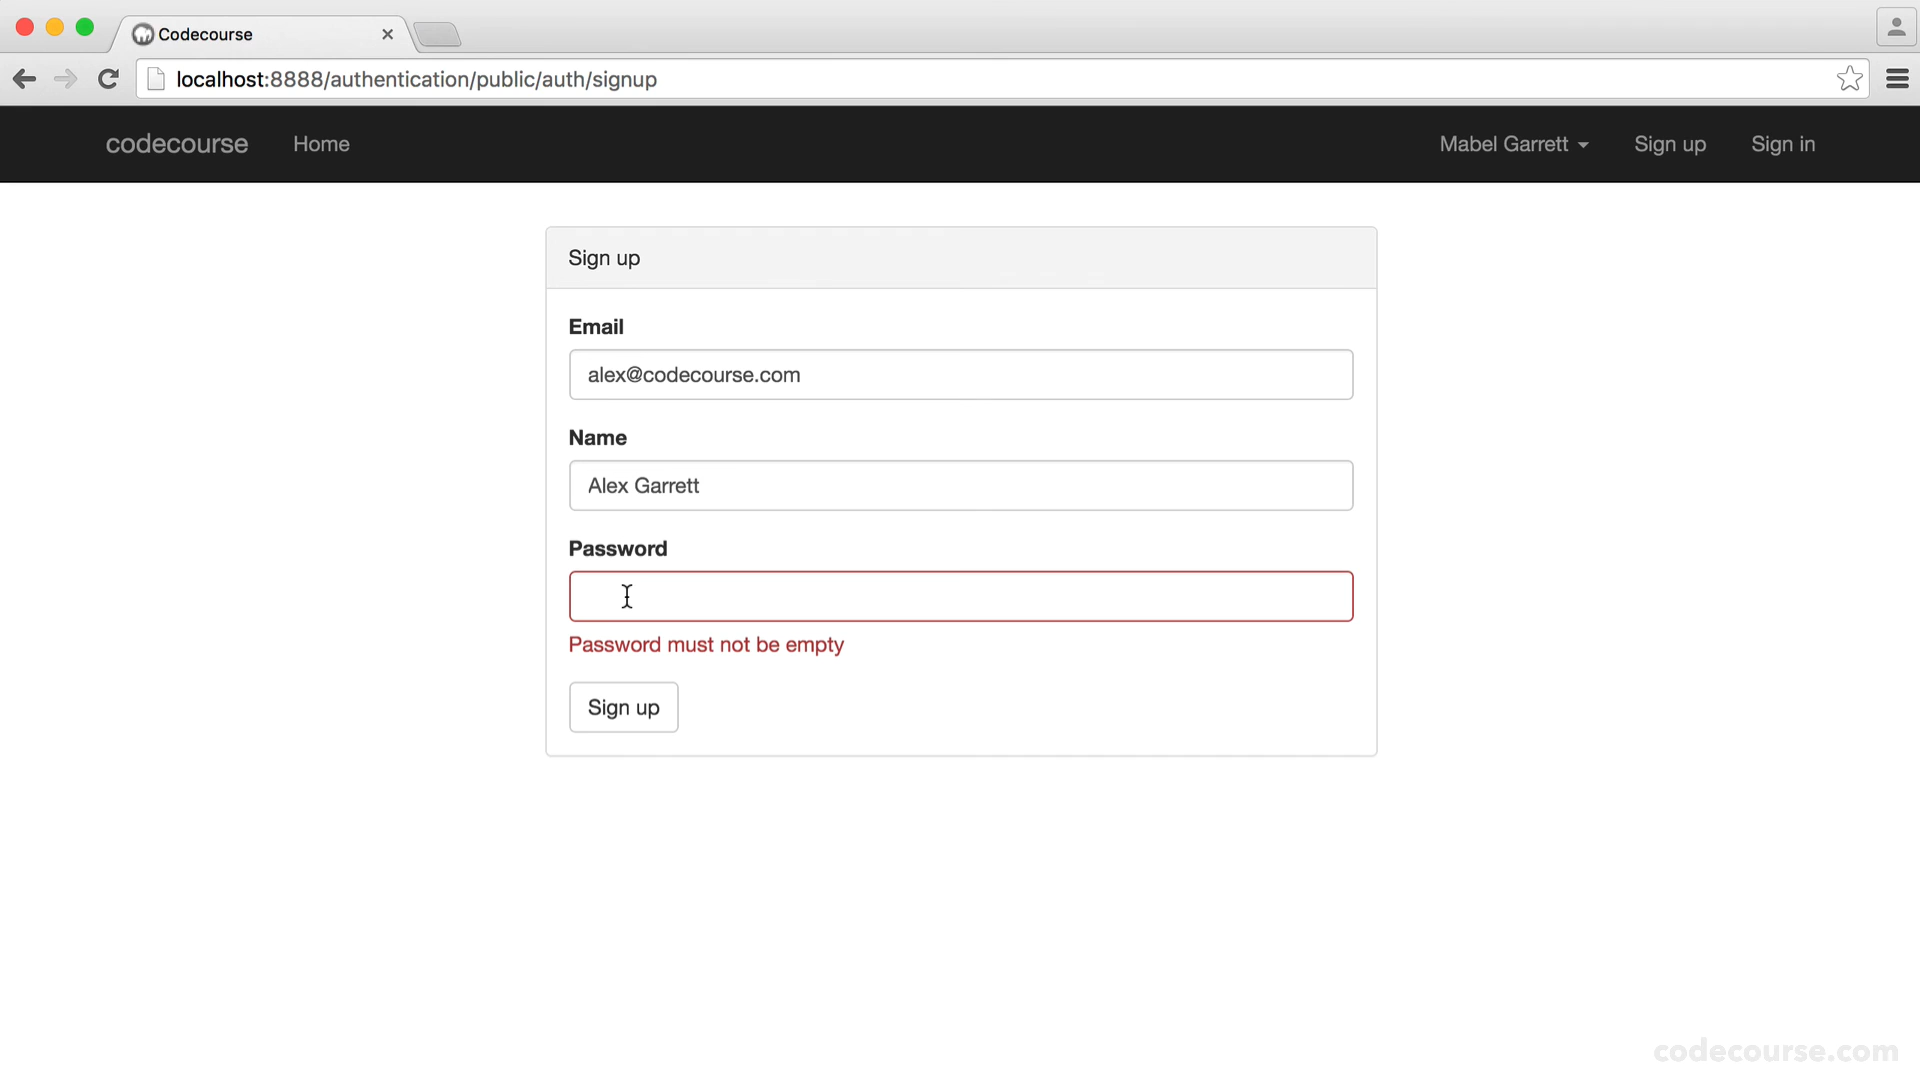 Codecourse
localhost:8888/authentication/public/auth/signup
codecourse Home Mabel Garrett Sign up Sign in
Sign up
Email
alex@codecourse.com
Name
Alex Garrett
Password
Password must not be empty
Sign up
codecourse.com